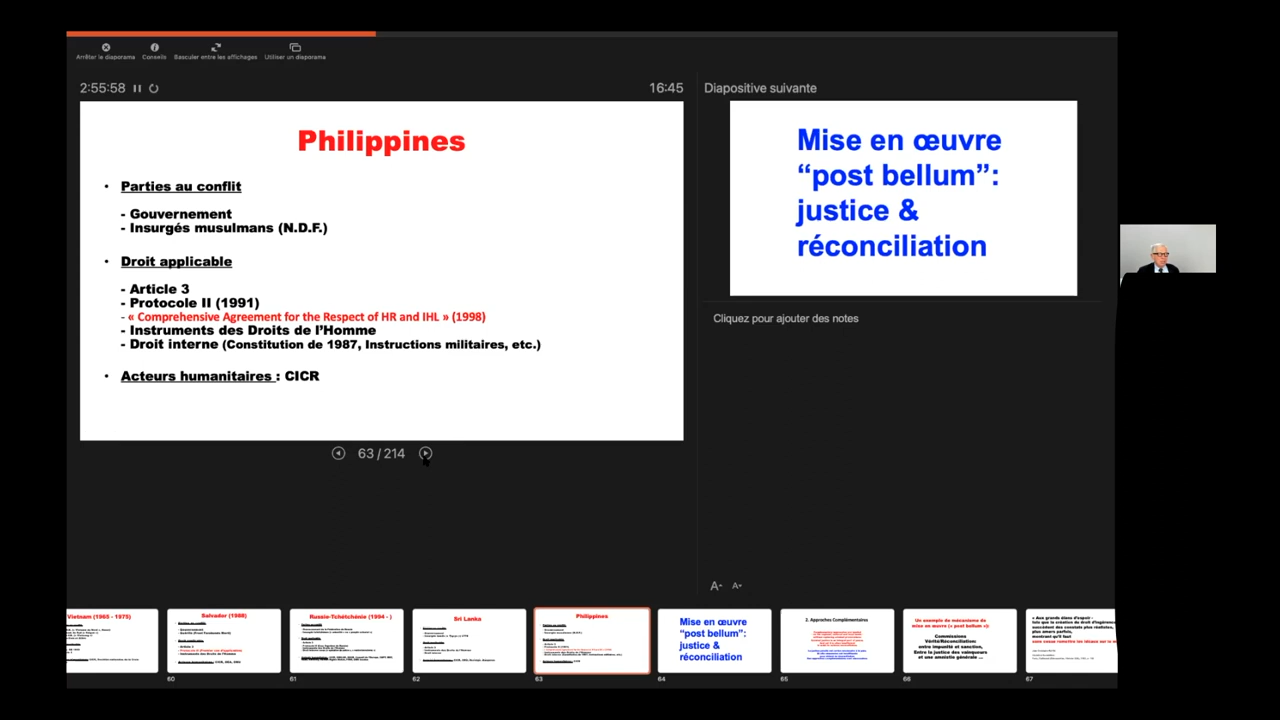 Arrêter le diaporama
Conseils
Basculer entre les affichages
Utiliser un diaporama
2:55:58
16:45
Diapositive suivante
Philippines
• Parties au conflit
- Gouvernement
- Insurgés musulmans (N.D.F.)
• Droit applicable
- Article 3
- Protocole II (1991)
- « Comprehensive Agreement for the Respect of HR and IHL » (1998)
- Instruments des Droits de l'Homme
- Droit interne (Constitution de 1987, Instructions militaires, etc.)
• Acteurs humanitaires : CICR
Mise en œuvre
“post bellum”:
justice &
réconciliation
Cliquez pour ajouter des notes
63 / 214
Vietnam (1965 - 1973)
Salvador (1988)
Russie-Tchétchénie (1994 - )
Sri Lanka
Philippines
Mise en œuvre
“post bellum”:
justice &
réconciliation
2. Approches Complémentaires
Un exemple de mécanisme de
mise en œuvre (« post bellum »):
Commissions
Vérité/Réconciliation:
entre impunité et sanction,
Entre la justice des vainqueurs
et une amnistie générale ...
60
61
62
63
64
65
66
67